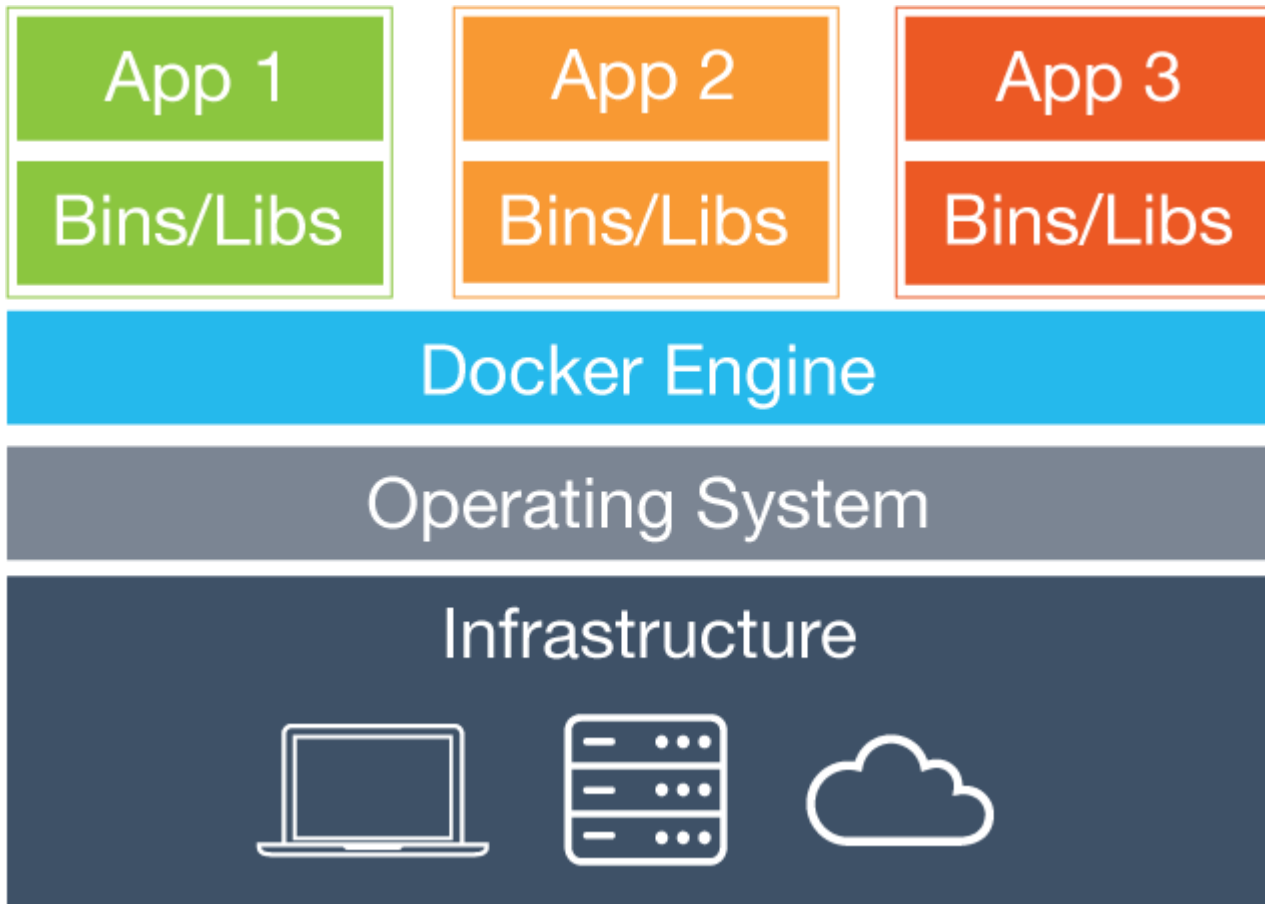 App 1
App 2
App 3
Bins/Libs
Bins/Libs
Bins/Libs
Docker Engine
Operating System
Infrastructure